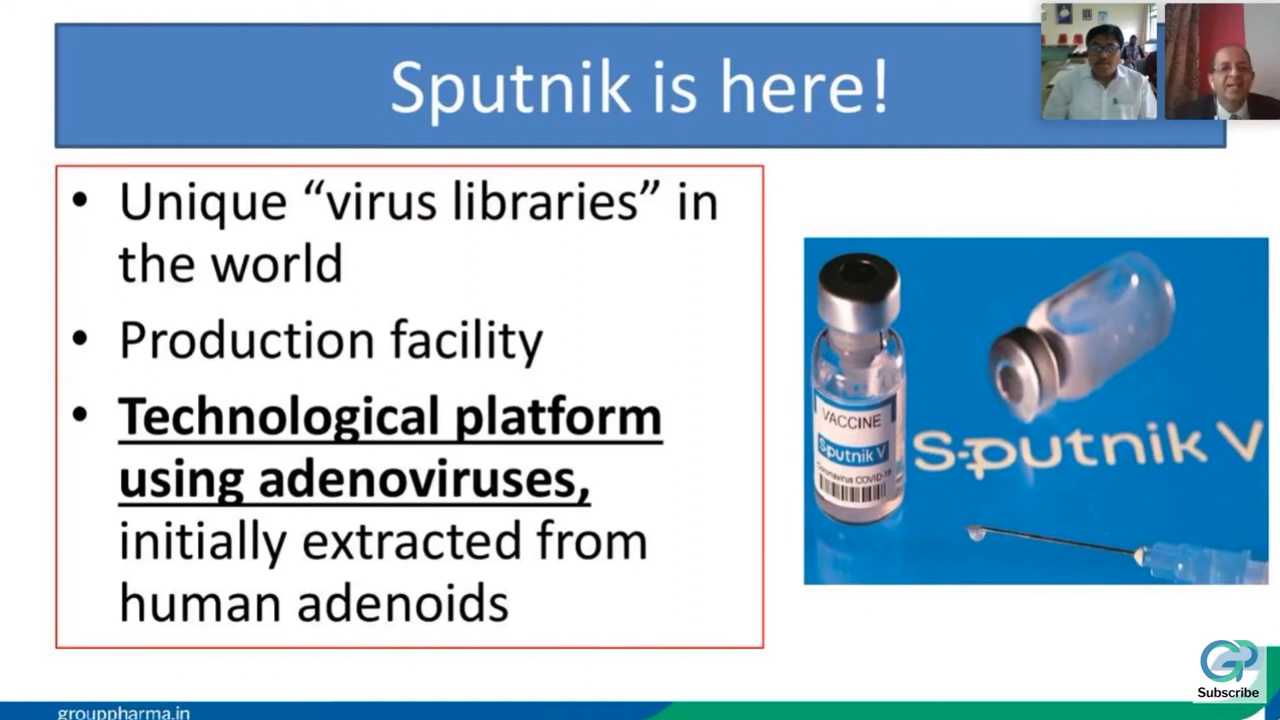 Sputnik is here!
• Unique “virus libraries” in
the world
• Production facility
• Technological platform
using adenoviruses,
initially extracted from
human adenoids
VACCINE
Sputnik V
Coronavirus COVID-19
Sputnik V
GP
Subscribe
grouppharma.in